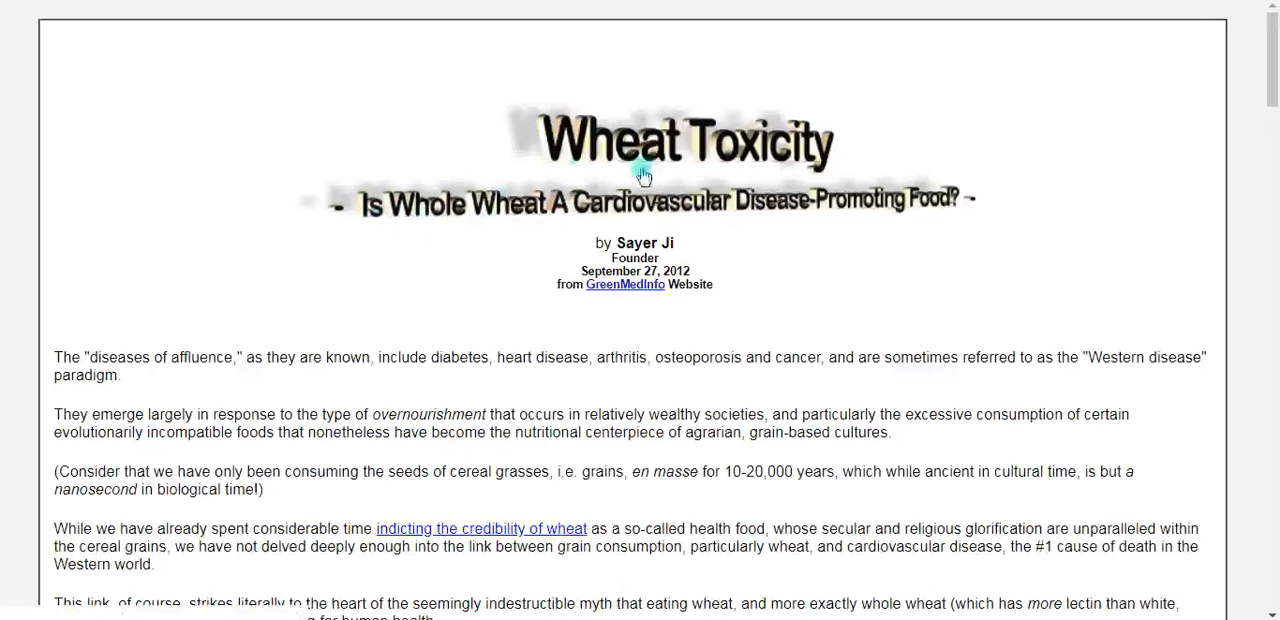 Wheat Toxicity
- Is Whole Wheat A Cardiovascular Disease-Promoting Food? -
by Sayer Ji
Founder
September 27, 2012
from GreenMedInfo Website
The "diseases of affluence," as they are known, include diabetes, heart disease, arthritis, osteoporosis and cancer, and are sometimes referred to as the "Western disease"
paradigm.
They emerge largely in response to the type of overnourishment that occurs in relatively wealthy societies, and particularly the excessive consumption of certain
evolutionarily incompatible foods that nonetheless have become the nutritional centerpiece of agrarian, grain-based cultures.
(Consider that we have only been consuming the seeds of cereal grasses, i.e. grains, en masse for 10-20,000 years, which while ancient in cultural time, is but a
nanosecond in biological time!)
While we have already spent considerable time indicting the credibility of wheat as a so-called health food, whose secular and religious glorification are unparalleled within
the cereal grains, we have not delved deeply enough into the link between grain consumption, particularly wheat, and cardiovascular disease, the #1 cause of death in the
Western world.
This link, of course, strikes literally to the heart of the seemingly indestructible myth that eating wheat, and more exactly whole wheat (which has more lectin than white,
for human health